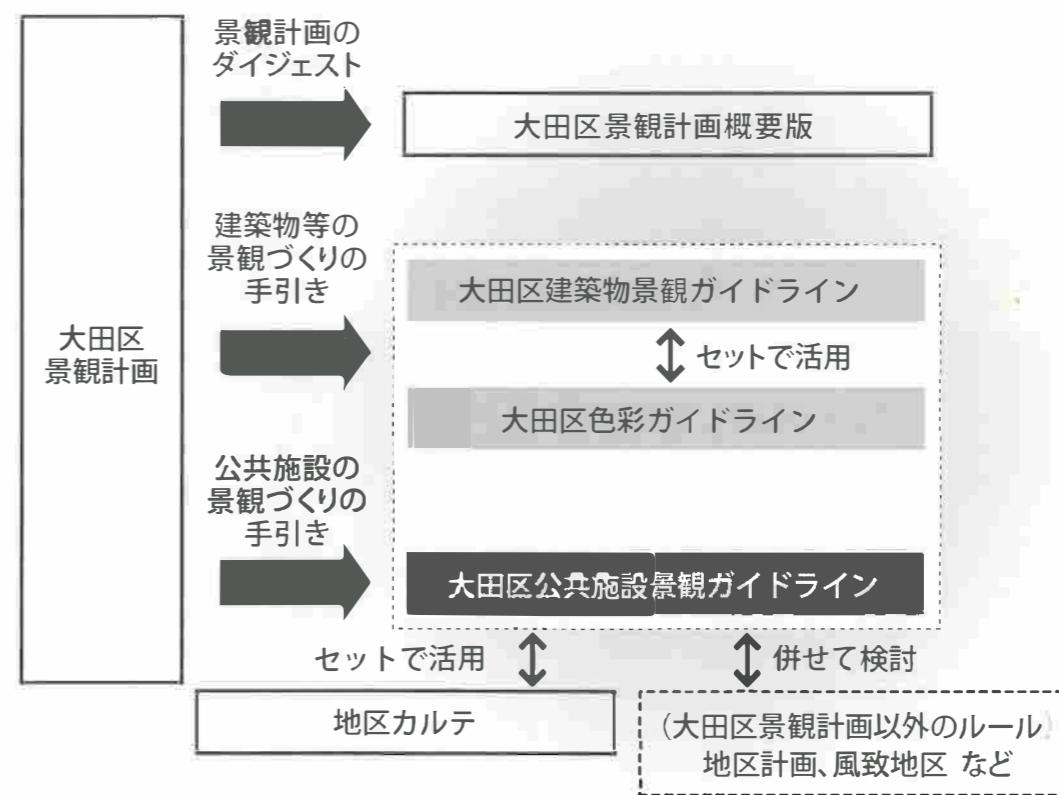 景観計画の
ダイジェスト
大田区景観計画概要版
建築物等の
景観づくりの
手引き
大田区建築物景観ガイドライン
大田区
景観計画
セットで活用
大田区色彩ガイドライン
公共施設の
景観づくりの
手引き
大田区公共施設景観ガイドライン
セットで活用
併せて検討
地区カルテ
(大田区景観計画以外のルール)
地区計画、風致地区 など